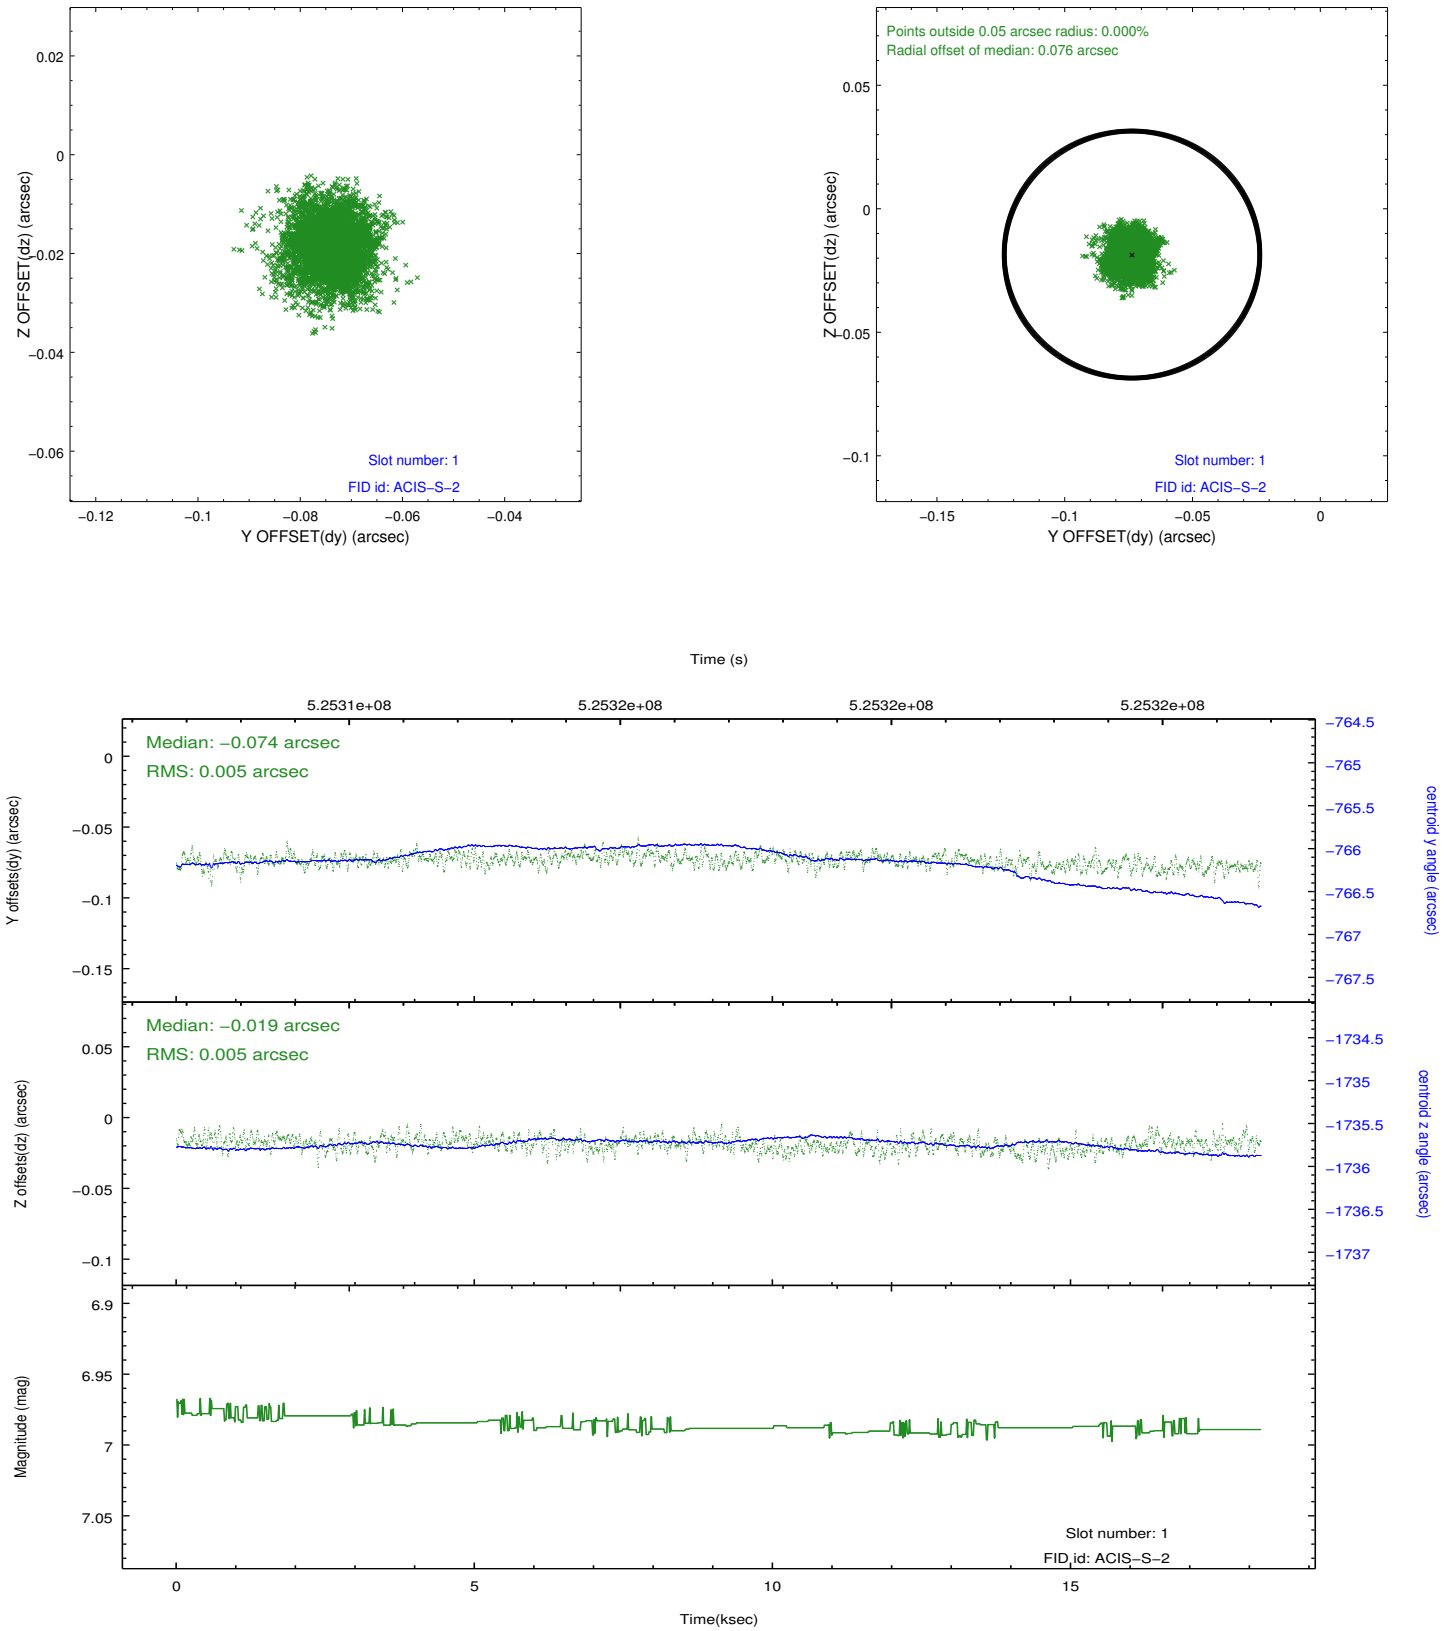 0.02
0
−0.02
−0.04
−0.06
Z OFFSET(dz) (arcsec)
Slot number: 1
FID id: ACIS−S−2
−0.12 −0.1 −0.08 −0.06 −0.04
Y OFFSET(dy) (arcsec)
Points outside 0.05 arcsec radius: 0.000%
Radial offset of median: 0.076 arcsec
0.05
0
−0.05
−0.1
Z OFFSET(dz) (arcsec)
Slot number: 1
FID id: ACIS−S−2
−0.15 −0.1 −0.05 0
Y OFFSET(dy) (arcsec)
Time (s)
5.2531e+08 5.2532e+08 5.2532e+08 5.2532e+08
Median: −0.074 arcsec
RMS: 0.005 arcsec
0
−0.05
−0.1
−0.15
Y offsets(dy) (arcsec)
−764.5
−765
−765.5
−766
−766.5
−767
−767.5
centroid y angle (arcsec)
Median: −0.019 arcsec
RMS: 0.005 arcsec
0.05
0
−0.05
−0.1
Z offsets(dz) (arcsec)
−1734.5
−1735
−1735.5
−1736
−1736.5
−1737
centroid z angle (arcsec)
6.9
6.95
7
7.05
Magnitude (mag)
Slot number: 1
FID id: ACIS−S−2
0 5 10 15
Time(ksec)